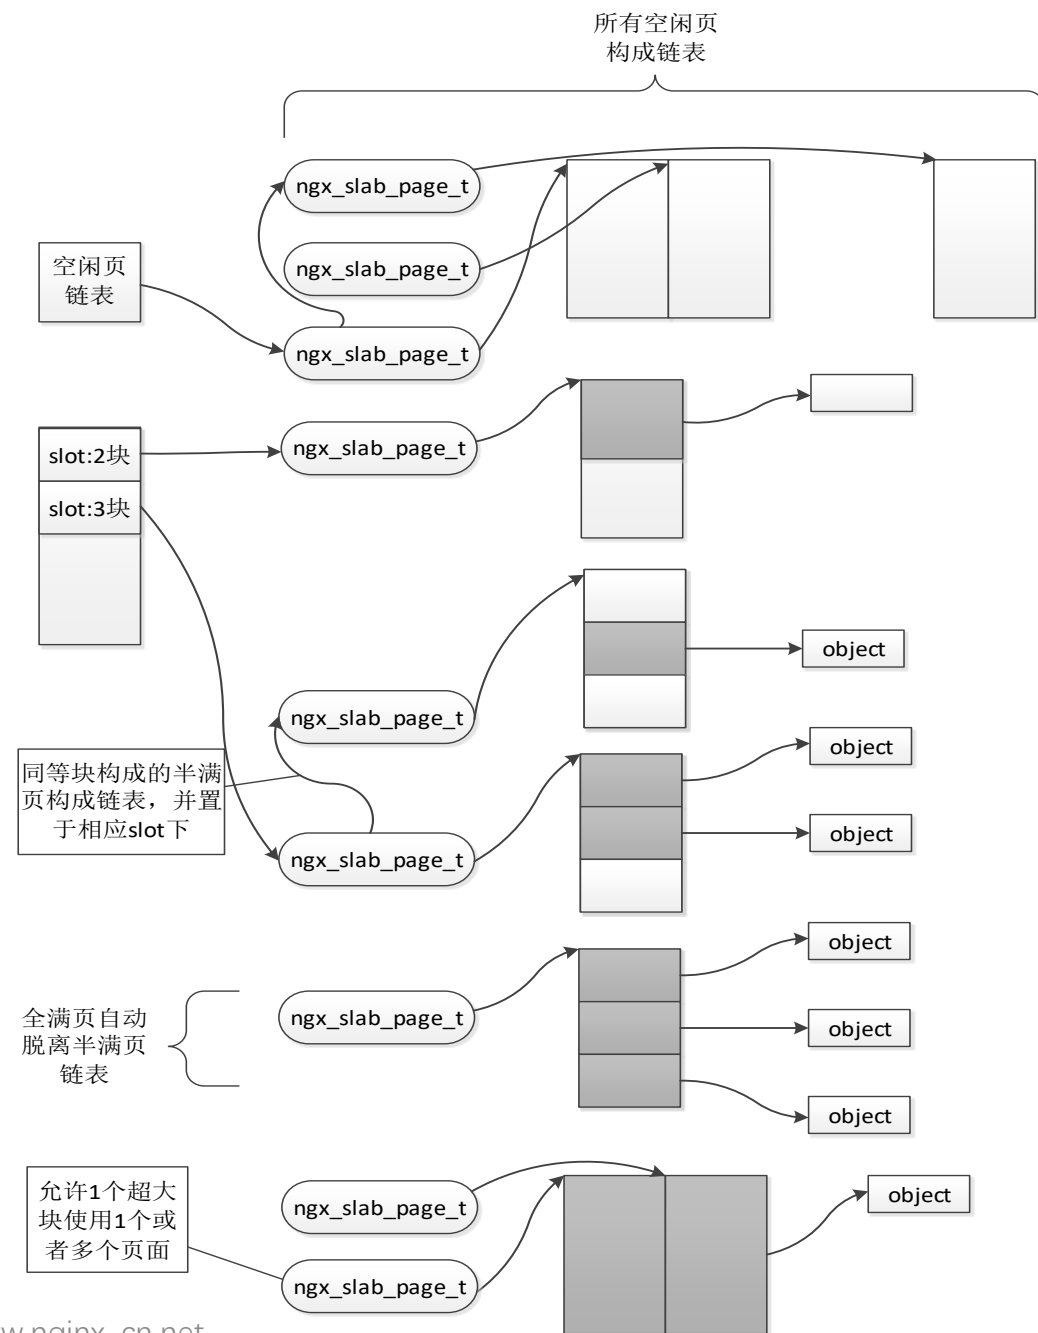 所有空闲页
构成链表
ngx_slab_page_t
ngx_slab_page_t
空闲页
链表
ngx_slab_page_t
ngx_slab_page_t
slot:2块
slot:3块
object
ngx_slab_page_t
object
同等块构成的半满
页构成链表，并置
于相应slot下
object
ngx_slab_page_t
object
全满页自动
脱离半满页
链表
ngx_slab_page_t
object
object
允许1个超大
块使用1个或
者多个页面
ngx_slab_page_t
object
ngx_slab_page_t
w.nginx-cn.net